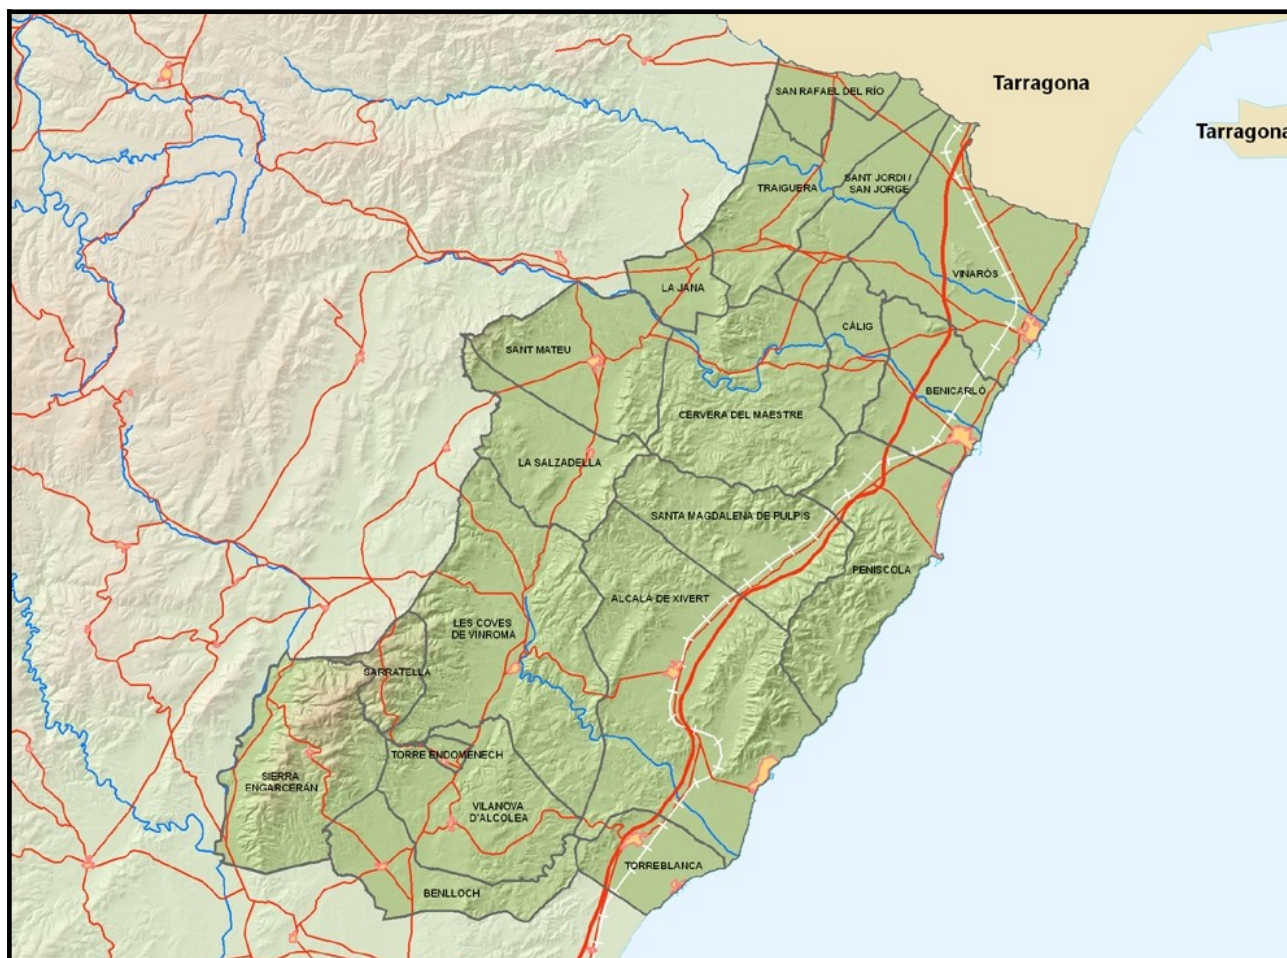 Tarragona
SAN RAFAEL DEL RÍO
Tarragona
SANT JORDI /
SAN JORGE
TRAIGUERA
VINARÒS
LA JANA
CÀLIG
SANT MATEU
BENICARLÓ
CERVERA DEL MAESTRE
LA SALZADELLA
SANTA MAGDALENA DE PULPIS
PENISCOLA
ALCALÀ DE XIVERT
LES COVES
DE VINROMA
SARRATELLA
TORRE ENDOMENECH
SIERRA
ENGARCERÁN
VILANOVA
D'ALCOLEA
TORREBLANCA
BENLLOCH